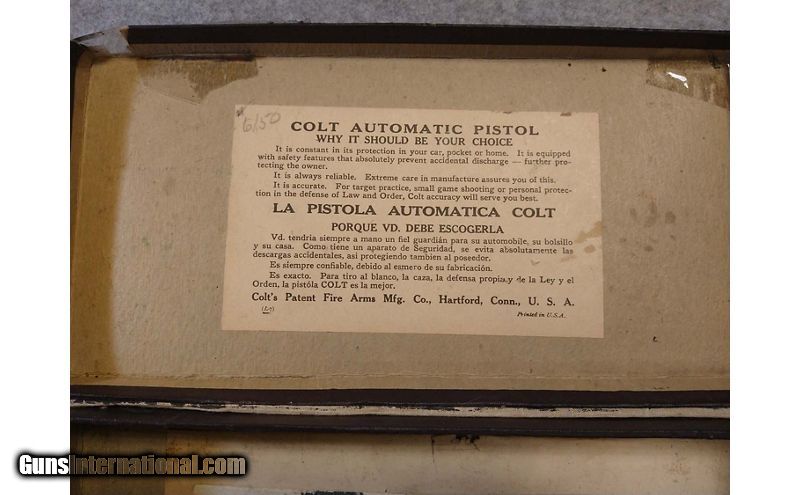 6/50
COLT AUTOMATIC PISTOL
WHY IT SHOULD BE YOUR CHOICE
It is constant in its protection in your car, pocket or home. It is equipped
with safety features that absolutely prevent accidental discharge — further pro-
tecting the owner.
It is always reliable. Extreme care in manufacture assures you of this.
It is accurate. For target practice, small game shooting or personal protec-
tion in the defense of Law and Order, Colt accuracy will serve you best.
LA PISTOLA AUTOMATICA COLT
PORQUE VD. DEBE ESCOGERLA
Vd. tendria siempre a mano un fiel guardián para su automobile, su bolsillo
y su casa. Como tiene un aparato de Seguridad, se evita absolutamente las
descargas accidentales, asi protegiendo tambien al poseedor.
Es siempre confiable, debido al esmero de su fabricación.
Es exacto. Para tiro al blanco, la caza, la defensa propia y de la Ley y el
Orden, la pistóla COLT es la mejor.
Colt's Patent Fire Arms Mfg. Co., Hartford, Conn., U. S. A.
Printed in U.S.A.
GunsInternational.com